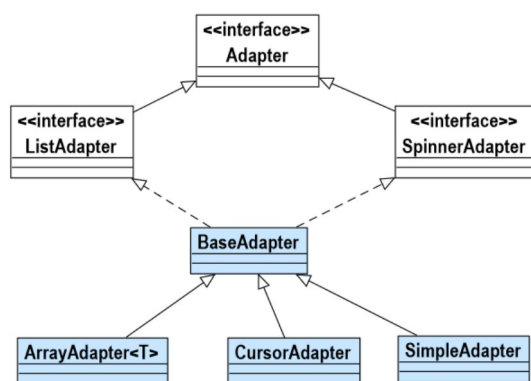 <<interface>>
Adapter
<<interface>>
ListAdapter
<<interface>>
SpinnerAdapter
BaseAdapter
ArrayAdapter<T>
CursorAdapter
SimpleAdapter